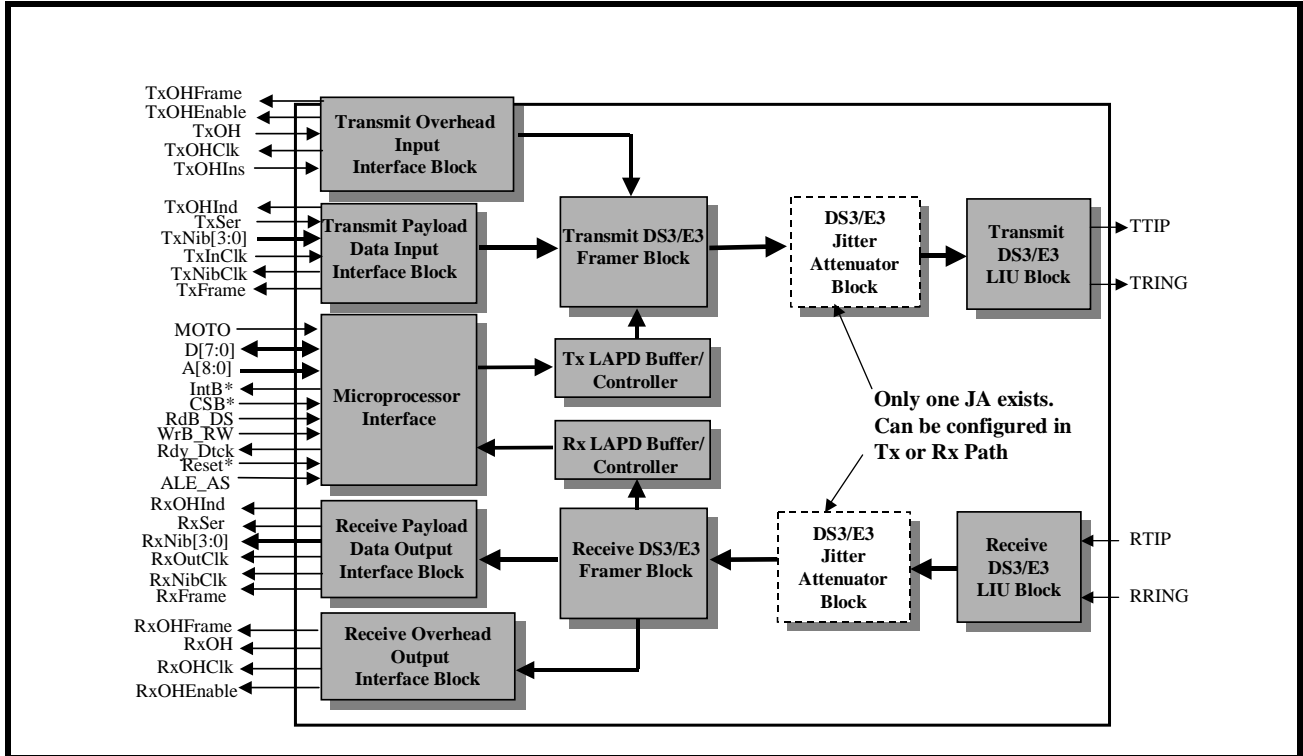 TxOHFrame
TxOHEnable
TxOH
TxOHClk
TxOHIns
Transmit Overhead
Input
Interface Block
TxOHInd
TxSer
TxNib[3:0]
TxInClk
TxNibClk
TxFrame
Transmit Payload
Data Input
Interface Block
Transmit DS3/E3
Framer Block
DS3/E3
Jitter
Attenuator
Block
Transmit
DS3/E3
LIU Block
TTIP
TRING
MOTO
D[7:0]
A[8:0]
IntB*
CSB*
RdB_DS
WrB_RW
Rdy_Dtck
Reset*
ALE_AS
Microprocessor
Interface
Tx LAPD Buffer/
Controller
Rx LAPD Buffer/
Controller
Only one JA exists.
Can be configured in
Tx or Rx Path
RxOHInd
RxSer
RxNib[3:0]
RxOutClk
RxNibClk
RxFrame
Receive Payload
Data Output
Interface Block
Receive DS3/E3
Framer Block
DS3/E3
Jitter
Attenuator
Block
Receive
DS3/E3
LIU Block
RTIP
RRING
RxOHFrame
RxOH
RxOHClk
RxOHEnable
Receive Overhead
Output
Interface Block